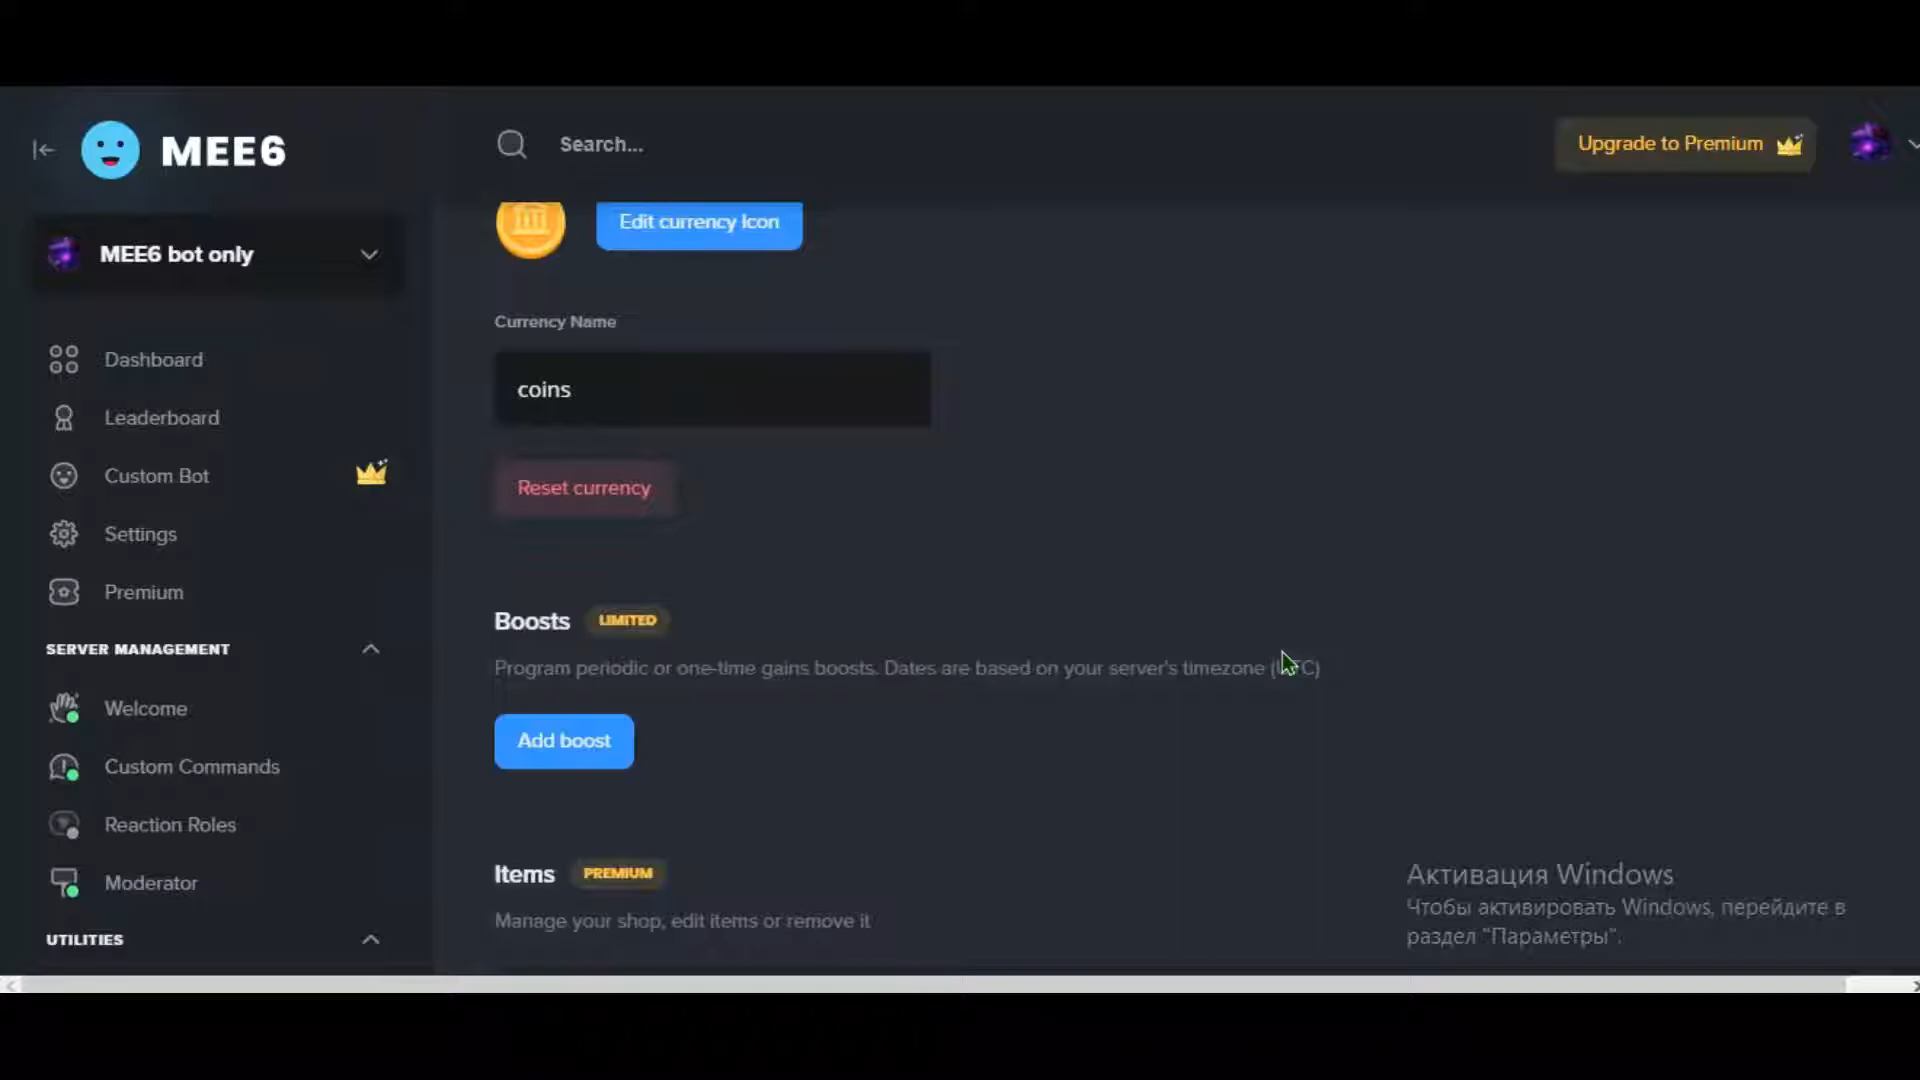 MEE6
Search...
Upgrade to Premium
MEE6 bot only
Edit currency Icon
Currency Name
coins
Reset currency
Dashboard
Leaderboard
Custom Bot
Settings
Premium
SERVER MANAGEMENT
Welcome
Custom Commands
Reaction Roles
Moderator
UTILITIES
Boosts LIMITED
Program periodic or one-time gains boosts. Dates are based on your server's timezone
Add boost
Items PREMIUM
Manage your shop, edit items or remove it
Активация Windows
Чтобы активировать Windows, перейдите в
раздел "Параметры".